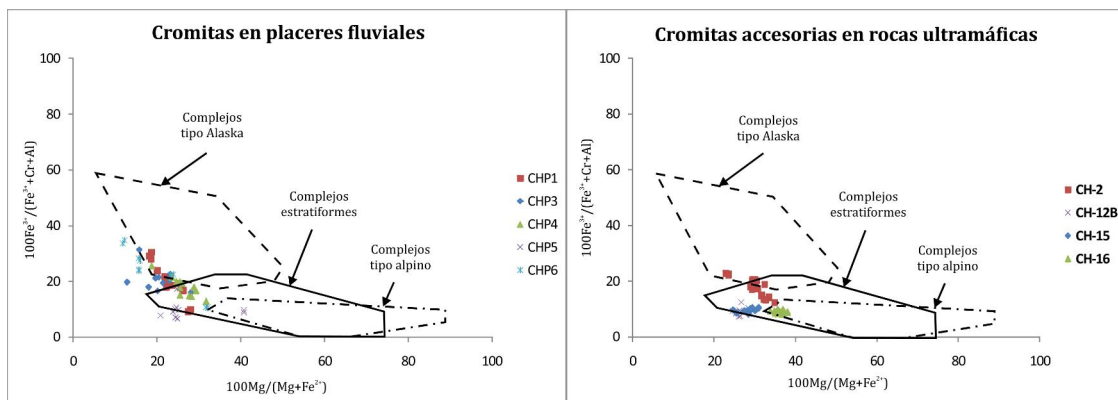 Cromitas en placeres fluviales
100
80
60
40
20
0
0
20
40
60
80
100
100Fe³⁺/(Fe³⁺+Cr+Al)
100Mg/(Mg+Fe²⁺)
Complejos
tipo Alaska
Complejos
estratiformes
Complejos
tipo alpino
CHP1
CHP3
CHP4
CHP5
CHP6
Cromitas accesorias en rocas ultramáficas
100
80
60
40
20
0
0
20
40
60
80
100
100Fe³⁺/(Fe³⁺+Cr+Al)
100Mg/(Mg+Fe²⁺)
Complejos
tipo Alaska
Complejos
estratiformes
Complejos
tipo alpino
CH-2
CH-12B
CH-15
CH-16